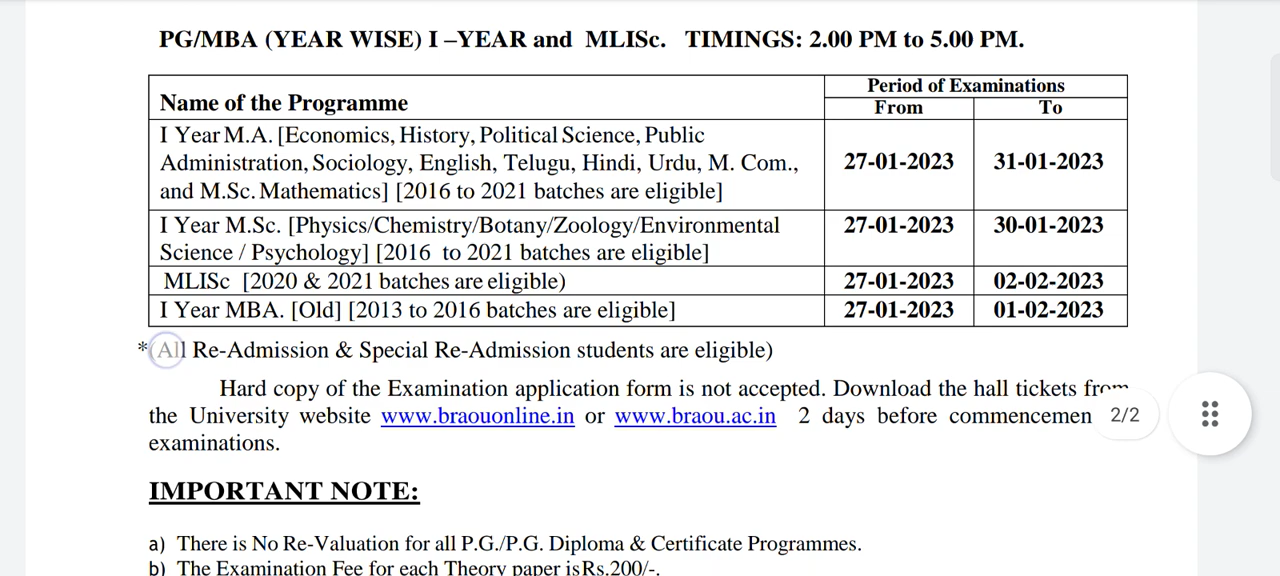 PG/MBA (YEAR WISE) I –YEAR and MLISc. TIMINGS: 2.00 PM to 5.00 PM.
Name of the Programme
Period of Examinations
From To
I Year M.A. [Economics, History, Political Science, Public
Administration, Sociology, English, Telugu, Hindi, Urdu, M. Com.,
and M.Sc. Mathematics] [2016 to 2021 batches are eligible]
27-01-2023 31-01-2023
I Year M.Sc. [Physics/Chemistry/Botany/Zoology/Environmental
Science / Psychology] [2016 to 2021 batches are eligible]
27-01-2023 30-01-2023
MLISc [2020 & 2021 batches are eligible) 27-01-2023 02-02-2023
I Year MBA. [Old] [2013 to 2016 batches are eligible] 27-01-2023 01-02-2023
*(All Re-Admission & Special Re-Admission students are eligible)
Hard copy of the Examination application form is not accepted. Download the hall tickets from
the University website www.braouonline.in or www.braou.ac.in 2 days before commencemen
2/2
examinations.
IMPORTANT NOTE:
a) There is No Re-Valuation for all P.G./P.G. Diploma & Certificate Programmes.
b) The Examination Fee for each Theory paper is Rs.200/-.